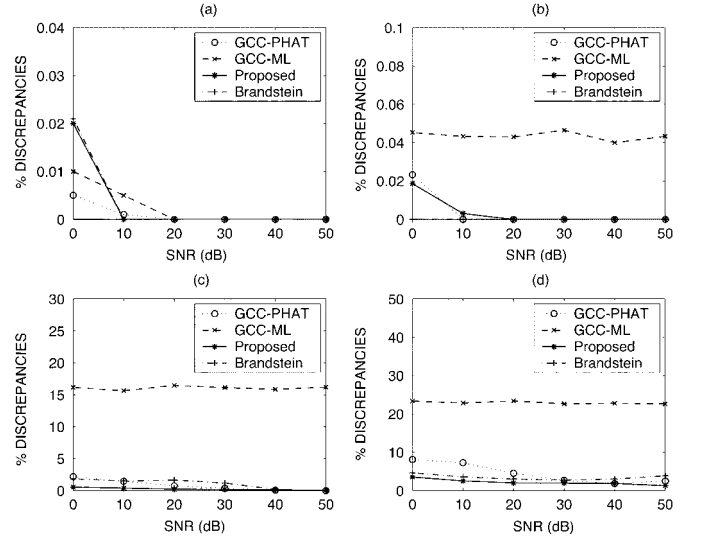 (a)
0.04
0.03
0.02
0.01
0
% DISCREPANCIES
GCC-PHAT
GCC-ML
Proposed
Brandstein
0 10 20 30 40 50
SNR (dB)
(b)
0.1
0.08
0.06
0.04
0.02
0
% DISCREPANCIES
GCC-PHAT
GCC-ML
Proposed
Brandstein
0 10 20 30 40 50
SNR (dB)
(c)
30
25
20
15
10
5
0
% DISCREPANCIES
GCC-PHAT
GCC-ML
Proposed
Brandstein
0 10 20 30 40 50
SNR (dB)
(d)
50
40
30
20
10
0
% DISCREPANCIES
GCC-PHAT
GCC-ML
Proposed
Brandstein
0 10 20 30 40 50
SNR (dB)